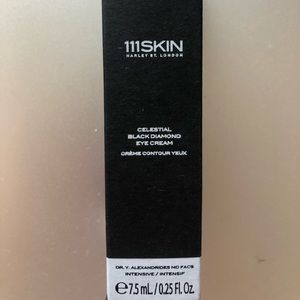 111SKIN
HARLEY ST. LONDON
CELESTIAL
BLACK DIAMOND
EYE CREAM
CRÈME CONTOUR YEUX
DR. Y. ALEXANDRIDES MD FACS
INTENSIVE / INTENSIF
℮ 7.5 mL / 0.25 Fl. Oz.